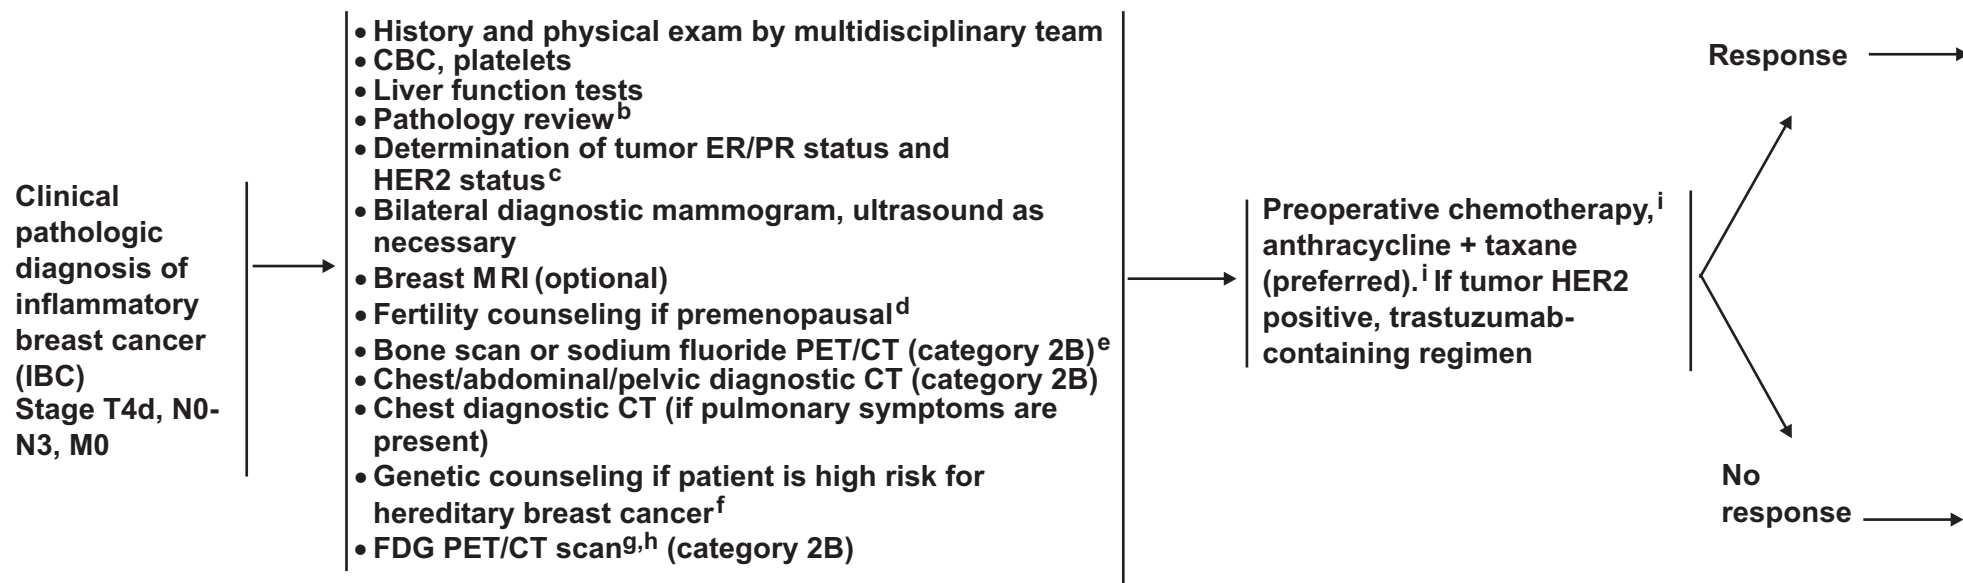 Clinical
pathologic
diagnosis of
inflammatory
breast cancer
(IBC)
Stage T4d, N0-
N3, M0
• History and physical exam by multidisciplinary team
• CBC, platelets
• Liver function tests
• Pathology review b
• Determination of tumor ER/PR status and
HER2 status c
• Bilateral diagnostic mammogram, ultrasound as
necessary
• Breast MRI (optional)
• Fertility counseling if premenopausal d
• Bone scan or sodium fluoride PET/CT (category 2B) e
• Chest/abdominal/pelvic diagnostic CT (category 2B)
• Chest diagnostic CT (if pulmonary symptoms are
present)
• Genetic counseling if patient is high risk for
hereditary breast cancer f
• FDG PET/CT scan g,h (category 2B)
Preoperative chemotherapy, i
anthracycline + taxane
(preferred). i If tumor HER2
positive, trastuzumab-
containing regimen
Response
No
response